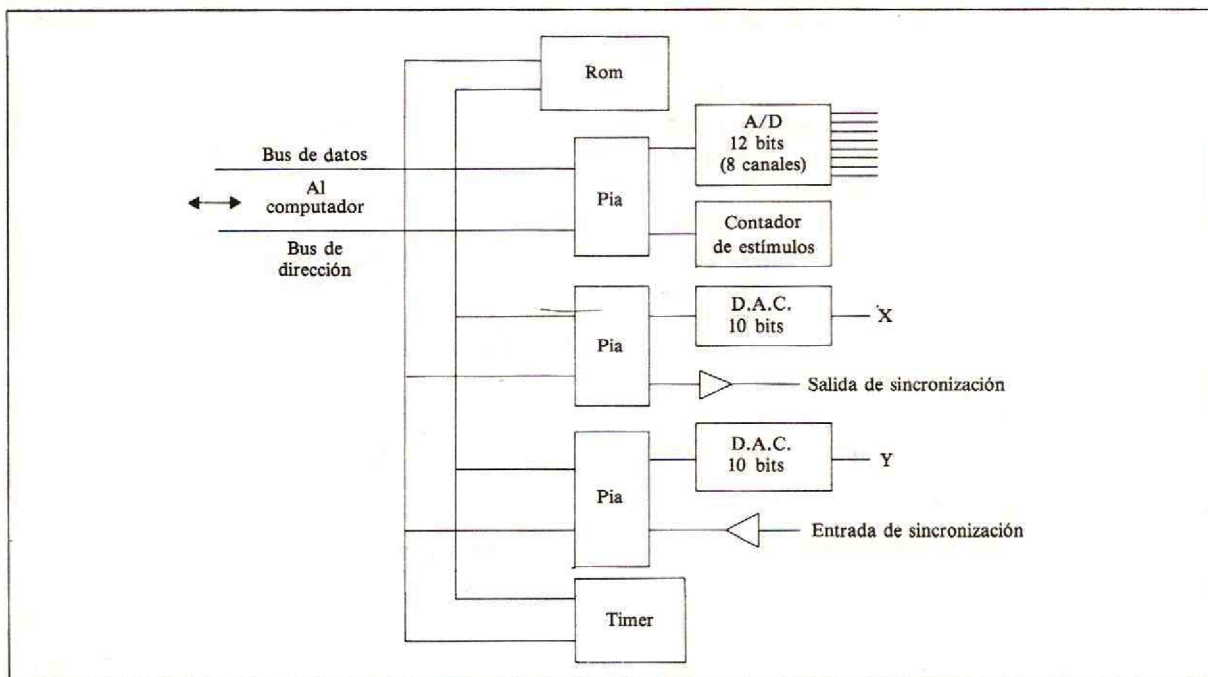 Rom
A/D
12 bits
(8 canales)
Bus de datos
Al
computador
Bus de
dirección
Pia
Contador
de estímulos
D.A.C.
10 bits
X
Pia
Salida de sincronización
D.A.C.
10 bits
Y
Pia
Entrada de sincronización
Timer